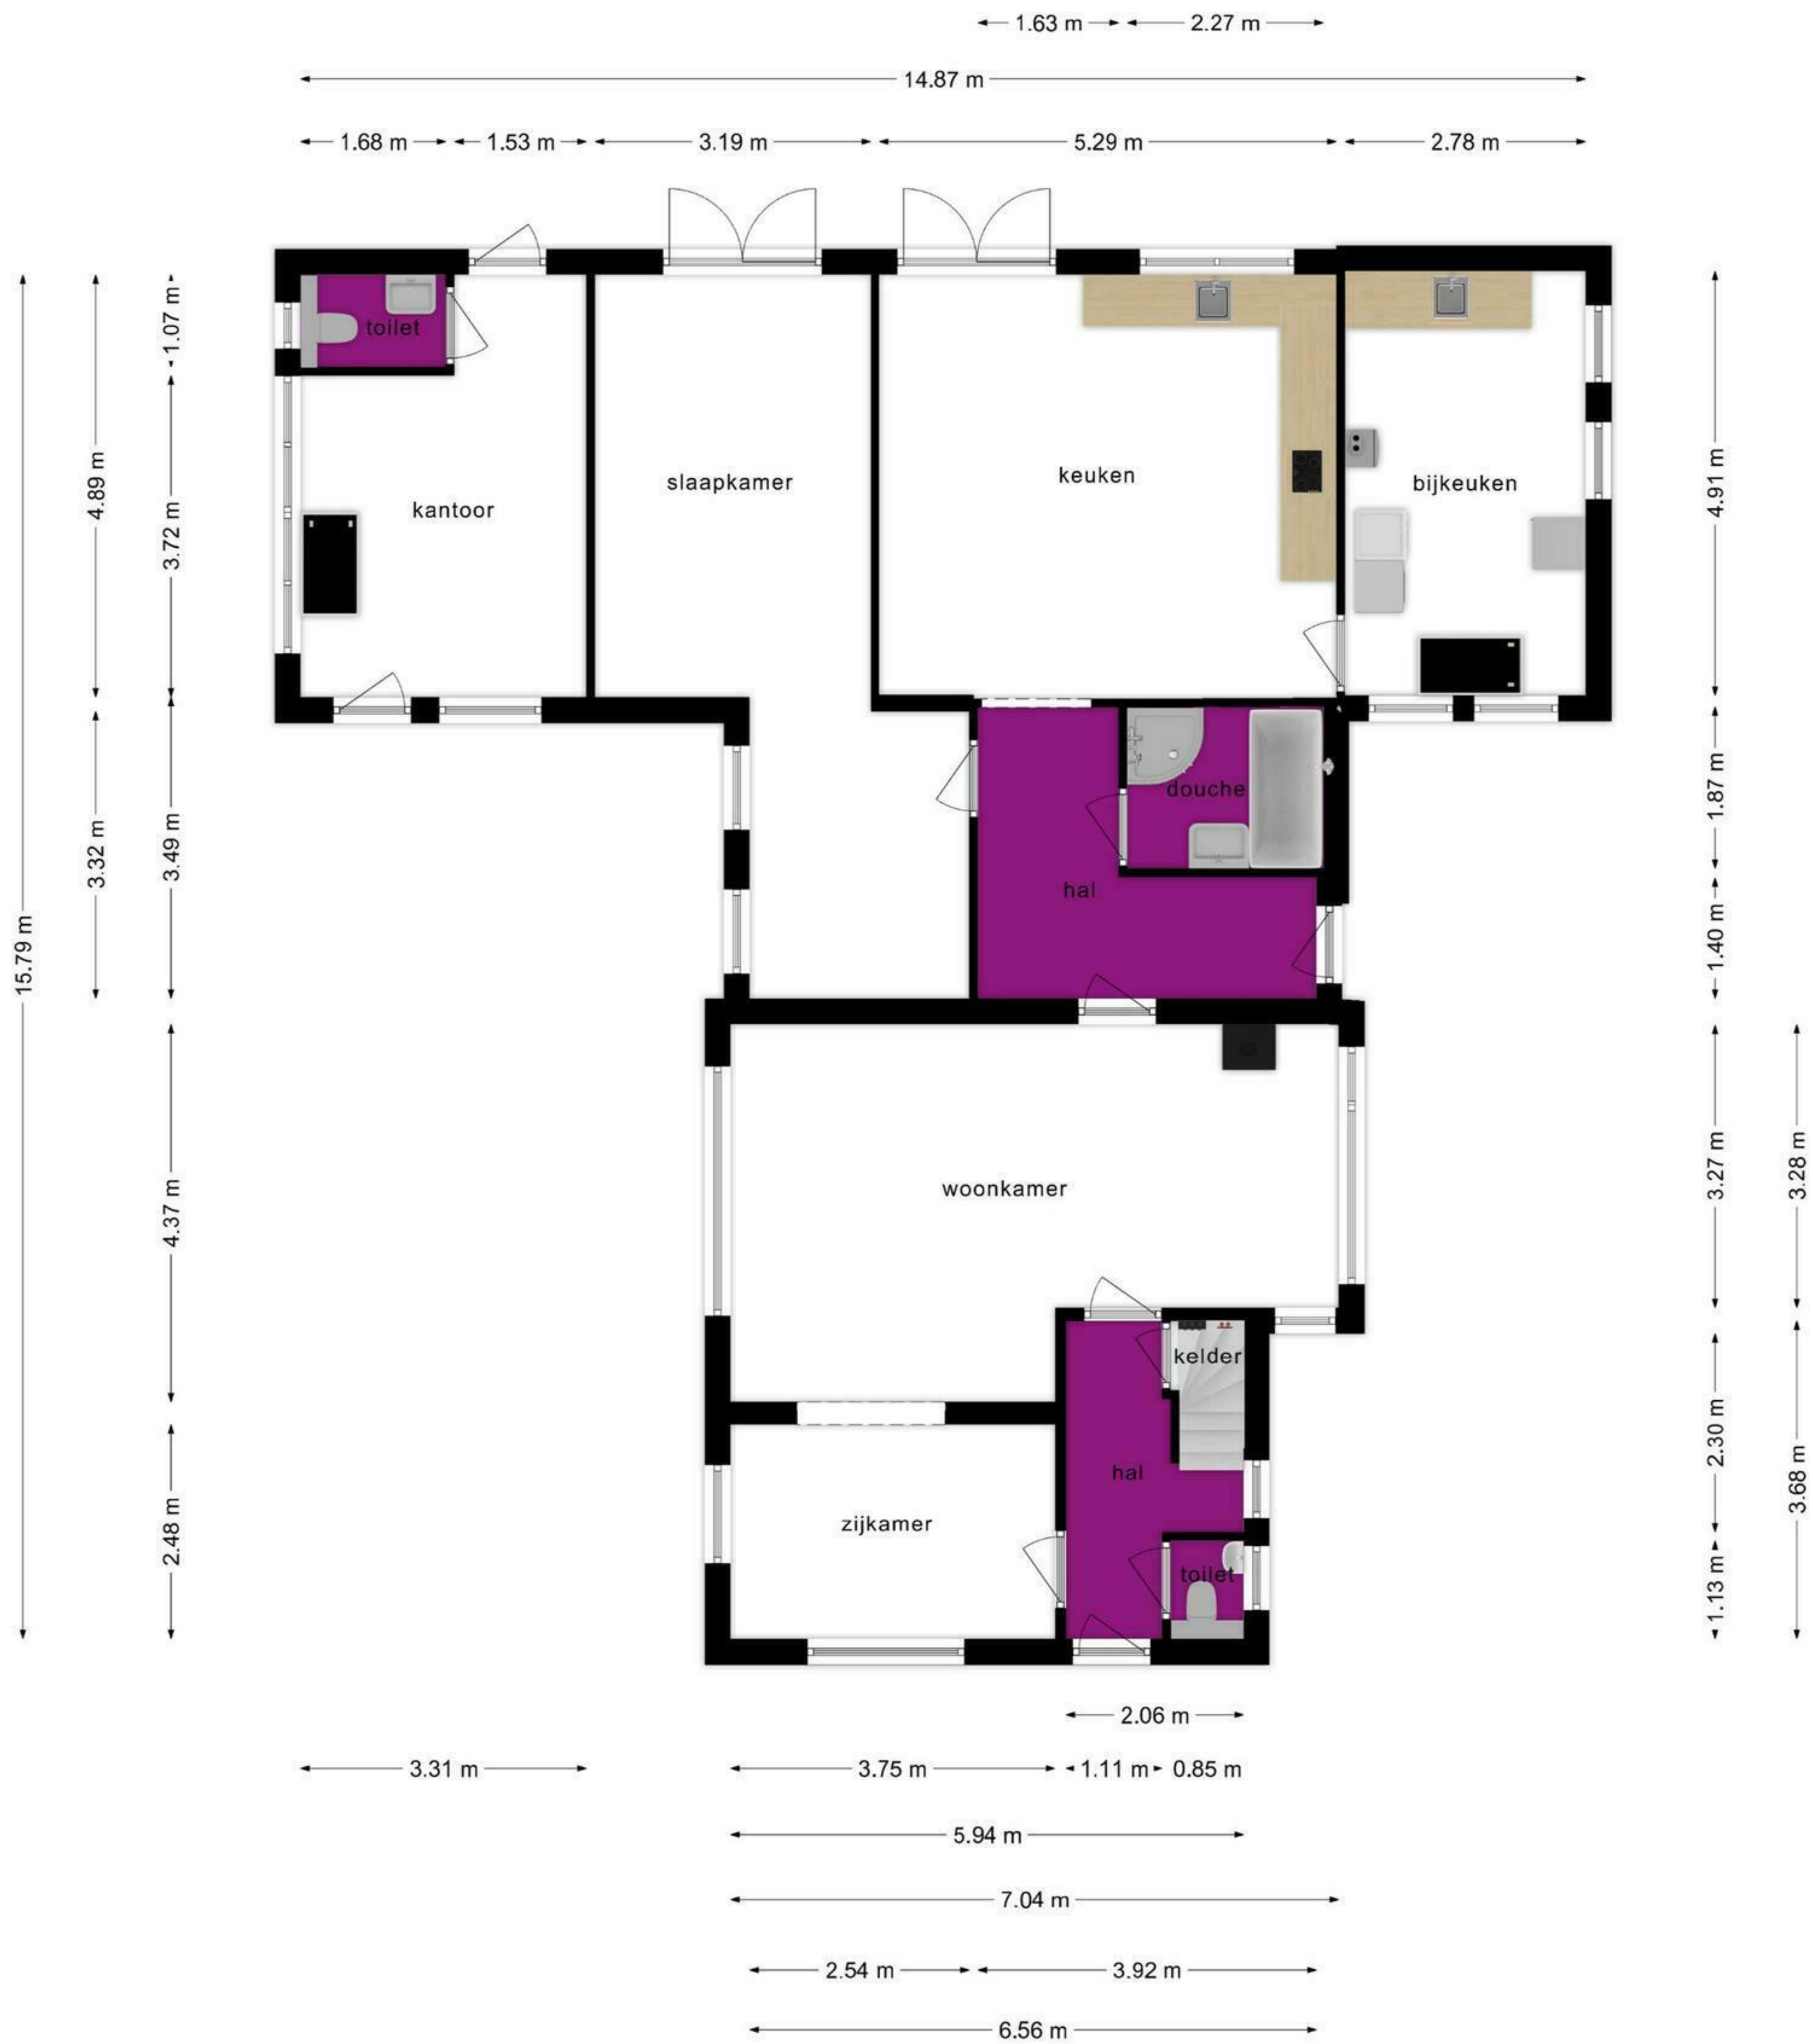 1.63 m 2.27 m
14.87 m
1.68 m 1.53 m 3.19 m 5.29 m 2.78 m
1.07 m
toilet
4.89 m
3.72 m
kantoor
slaapkamer
keuken
bijkeuken
4.91 m
15.79 m
3.32 m
3.49 m
hal
douche
1.87 m
1.40 m
4.37 m
woonkamer
3.27 m
3.28 m
kelder
2.48 m
zijkamer
hal
toilet
2.30 m
1.13 m
3.68 m
2.06 m
3.31 m 3.75 m 1.11 m 0.85 m
5.94 m
7.04 m
2.54 m 3.92 m
6.56 m